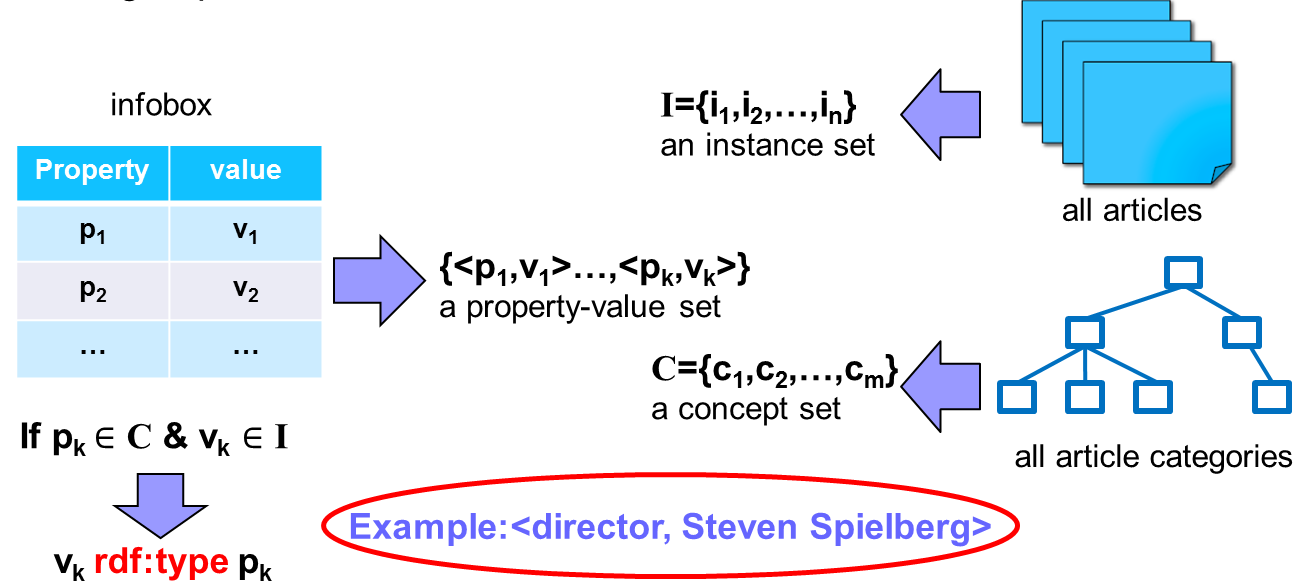 infobox
Property value
p1 v1
p2 v2
... ...
I={i1,i2,...,in}
an instance set
all articles
{<p1,v1>...,<pk,vk>}
a property-value set
C={c1,c2,...,cm}
a concept set
all article categories
If pk ∈ C & vk ∈ I
vk rdf:type pk
Example:<director, Steven Spielberg>